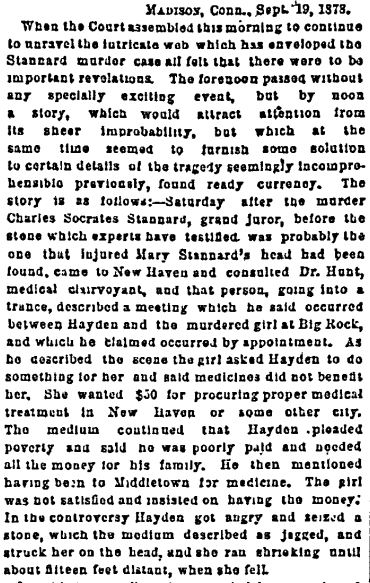 MADISON, Conn., Sept. 19, 1878.
When the Court assembled this morning to continue
to unravel the intricate web which has enveloped the
Stannard murder case all felt that there were to be
important revelations. The forenoon passed without
any specially exciting event, but by noon
a story, which would attract attention from
its sheer improbability, but which at the
same time seemed to furnish some solution
to certain details of the tragedy seemingly incompre-
hensible previously, found ready currency. The
story is as follows:—Saturday after the murder
Charles Socrates Stannard, grand juror, before the
stone which experts have testified was probably the
one that injured Mary Stannard's head had been
found, came to New Haven and consulted Dr. Hunt,
medical clairvoyant, and that person, going into a
trance, described a meeting which he said occurred
between Hayden and the murdered girl at Big Rock,
and which he claimed occurred by appointment. As
he described the scene the girl asked Hayden to do
something for her and said medicines did not benefit
her. She wanted $50 for procuring proper medical
treatment in New Haven or some other city.
The medium continued that Hayden pleaded
poverty and said he was poorly paid and needed
all the money for his family. He then mentioned
having been to Middletown for medicine. The girl
was not satisfied and insisted on having the money.
In the controversy Hayden got angry and seized a
stone, which the medium described as jagged, and
struck her on the head, and she ran shrieking until
about fifteen feet distant, when she fell.